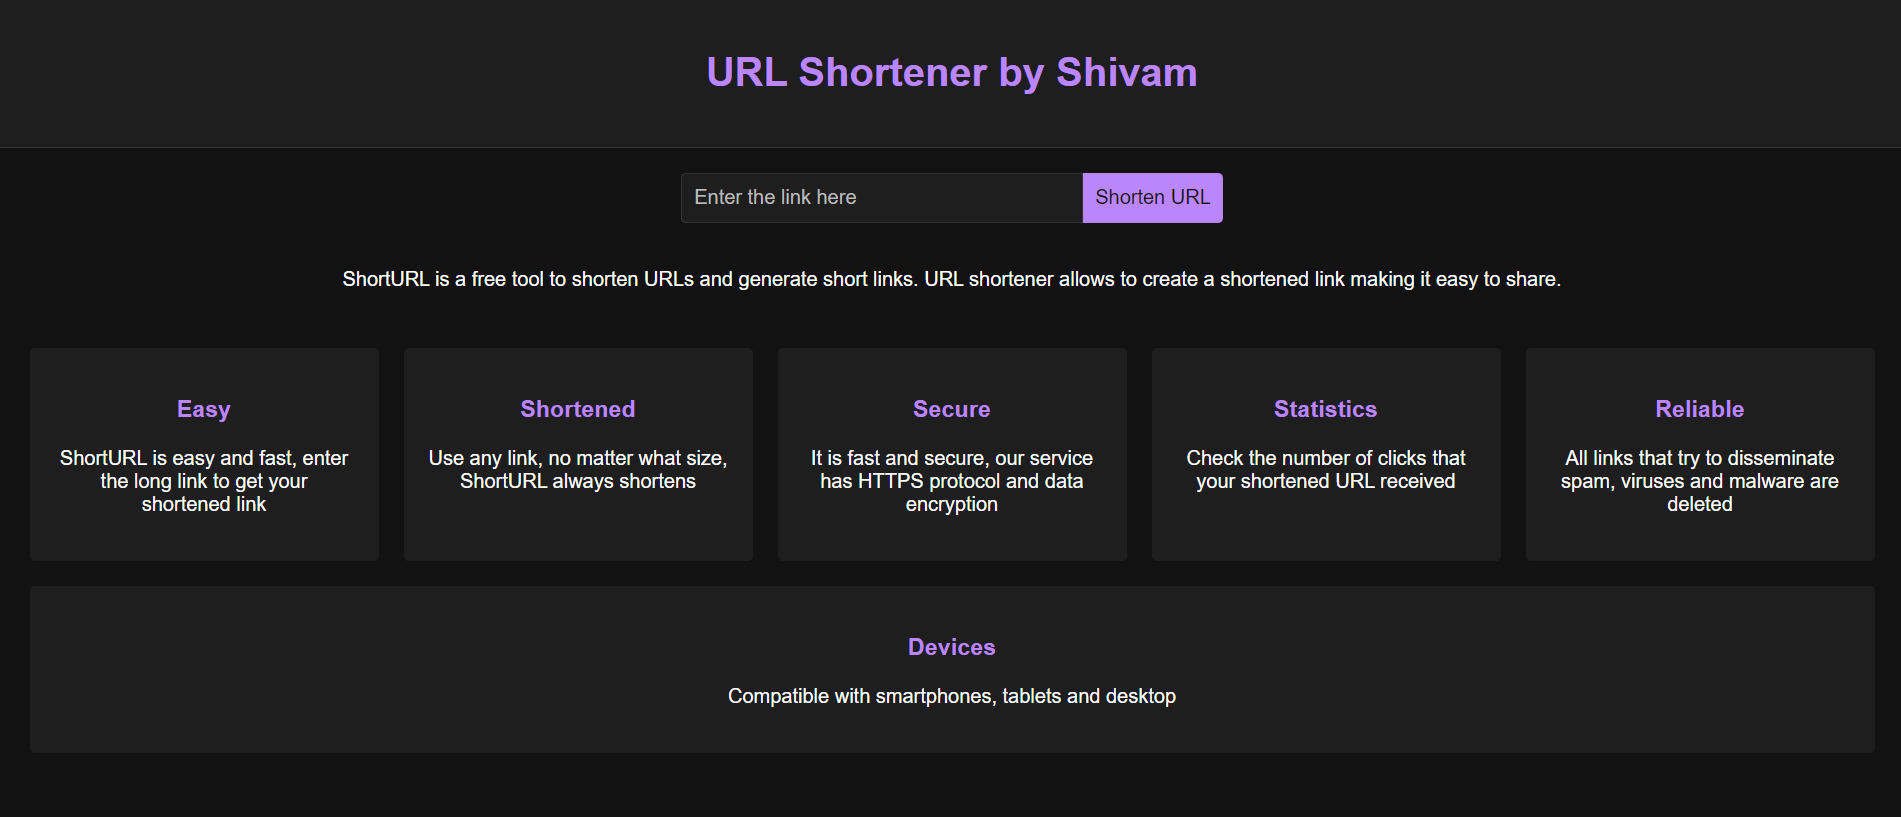 URL Shortener by Shivam
Enter the link here
Shorten URL
ShortURL is a free tool to shorten URLs and generate short links. URL shortener allows to create a shortened link making it easy to share.
Easy
ShortURL is easy and fast, enter
the long link to get your
shortened link
Shortened
Use any link, no matter what size,
ShortURL always shortens
Secure
It is fast and secure, our service
has HTTPS protocol and data
encryption
Statistics
Check the number of clicks that
your shortened URL received
Reliable
All links that try to disseminate
spam, viruses and malware are
deleted
Devices
Compatible with smartphones, tablets and desktop